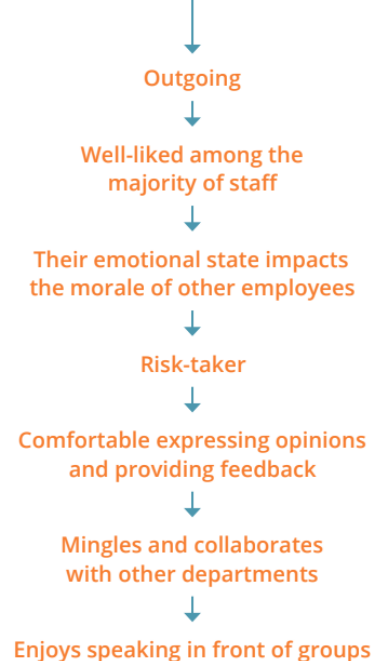 Outgoing
Well-liked among the
majority of staff
Their emotional state impacts
the morale of other employees
Risk-taker
Comfortable expressing opinions
and providing feedback
Mingles and collaborates
with other departments
Enjoys speaking in front of groups